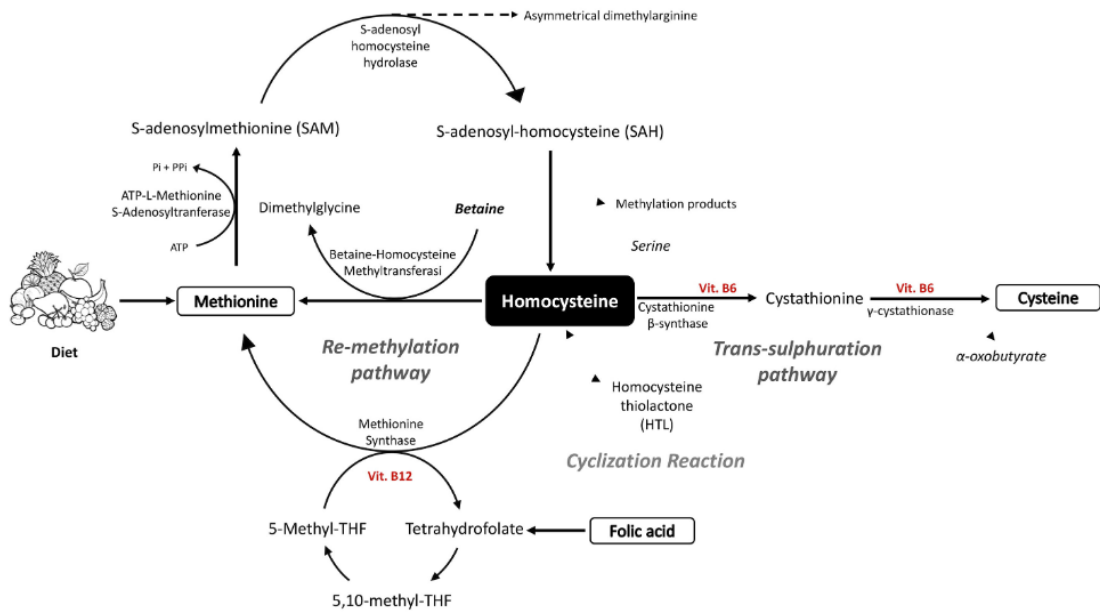 Asymmetrical dimethylarginine
S-adenosyl
homocysteine
hydrolase
S-adenosylmethionine (SAM)
S-adenosyl-homocysteine (SAH)
Pi + PPi
ATP-L-Methionine
S-Adenosyltranferase
ATP
Dimethylglycine
Betaine
Methylation products
Serine
Betaine-Homocysteine
Methyltransferasi
Diet
Methionine
Homocysteine
Vit. B6
Cystathionine
β-synthase
Cystathionine
Vit. B6
γ-cystathionase
Cysteine
Re-methylation
pathway
Trans-sulphuration
pathway
α-oxobutyrate
Homocysteine
thiolactone
(HTL)
Cyclization Reaction
Methionine
Synthase
Vit. B12
5-Methyl-THF
Tetrahydrofolate
Folic acid
5,10-methyl-THF